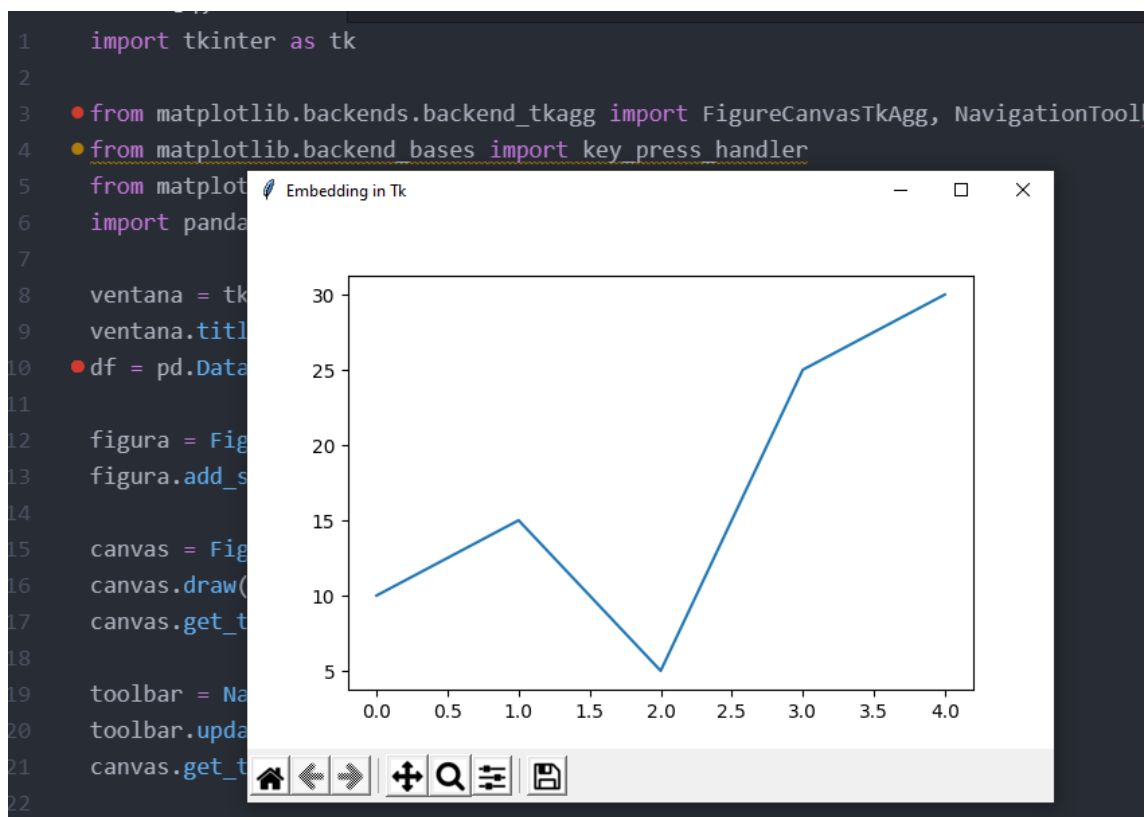 1 import tkinter as tk
2
3 from matplotlib.backends.backend_tkagg import FigureCanvasTkAgg, NavigationTool
4 from matplotlib.backend_bases import key_press_handler
5 from matplot
6 import panda
7
8 ventana = tk
9 ventana.titl
10 df = pd.Data
11
12 figura = Fig
13 figura.add_s
14
15 canvas = Fig
16 canvas.draw(
17 canvas.get_t
18
19 toolbar = Na
20 toolbar.upda
21 canvas.get_t
22
Embedding in Tk
30
25
20
15
10
5
0.0 0.5 1.0 1.5 2.0 2.5 3.0 3.5 4.0